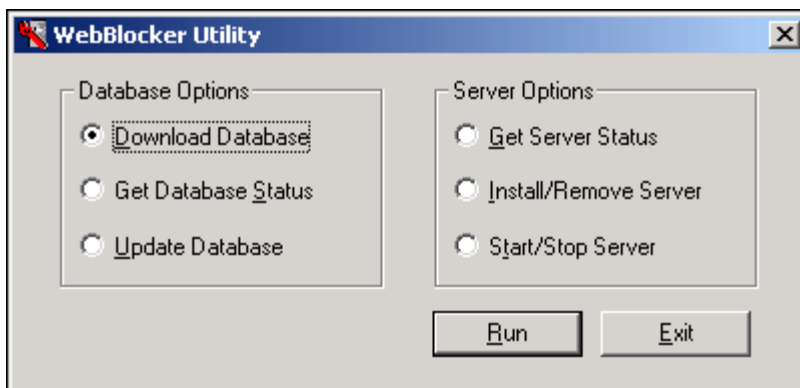 WebBlocker Utility
Database Options
Download Database
Get Database Status
Update Database
Server Options
Get Server Status
Install/Remove Server
Start/Stop Server
Run
Exit